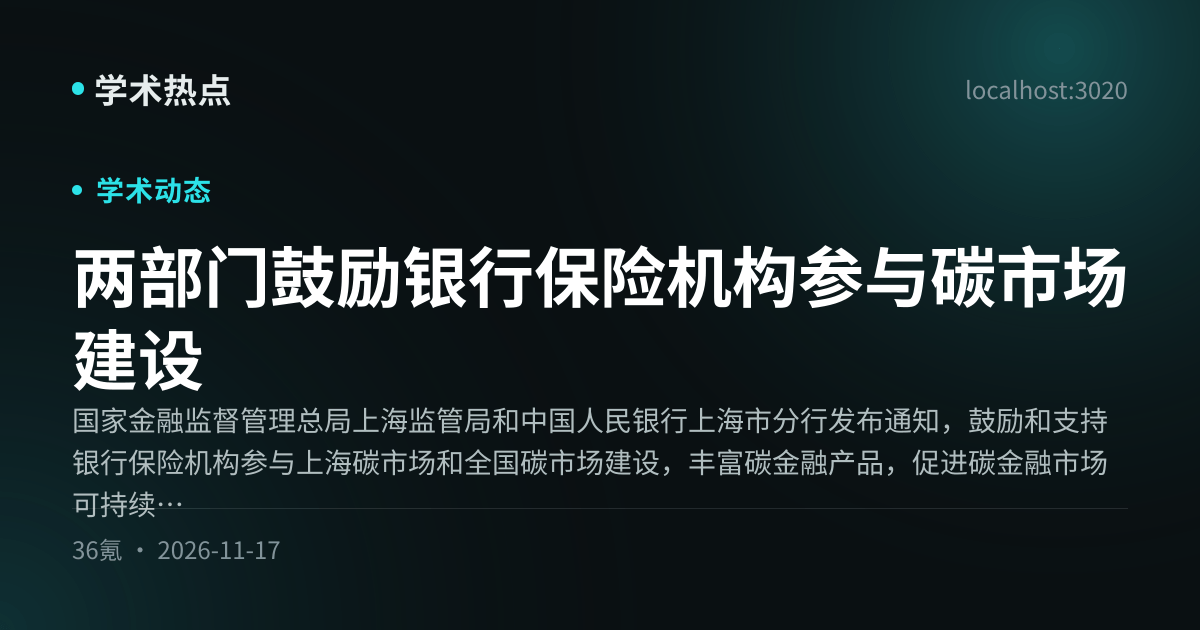 学术热点
localhost:3020
学术动态
两部门鼓励银行保险机构参与碳市场
建设
国家金融监督管理总局上海监管局和中国人民银行上海市分行发布通知，鼓励和支持
银行保险机构参与上海碳市场和全国碳市场建设，丰富碳金融产品，促进碳金融市场
可持续…
36氪 · 2026-11-17